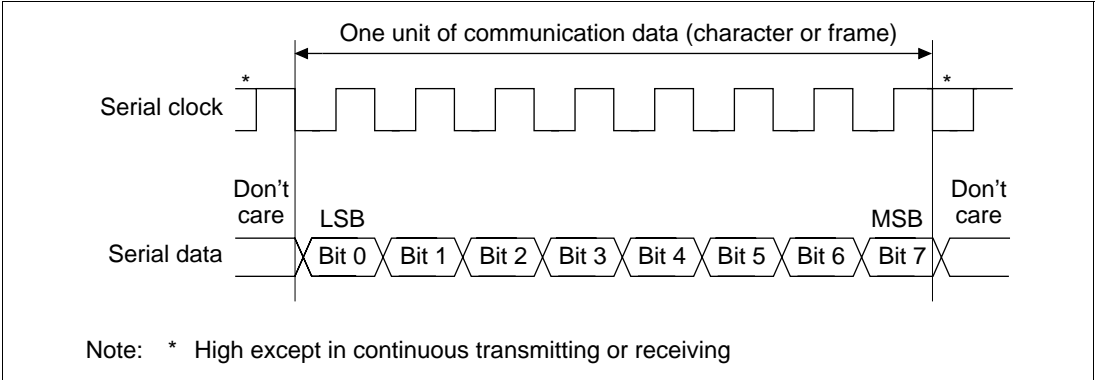 One unit of communication data (character or frame)
* *
Serial clock
Don't care Don't care
LSB MSB
Serial data Bit 0 Bit 1 Bit 2 Bit 3 Bit 4 Bit 5 Bit 6 Bit 7
Note: * High except in continuous transmitting or receiving